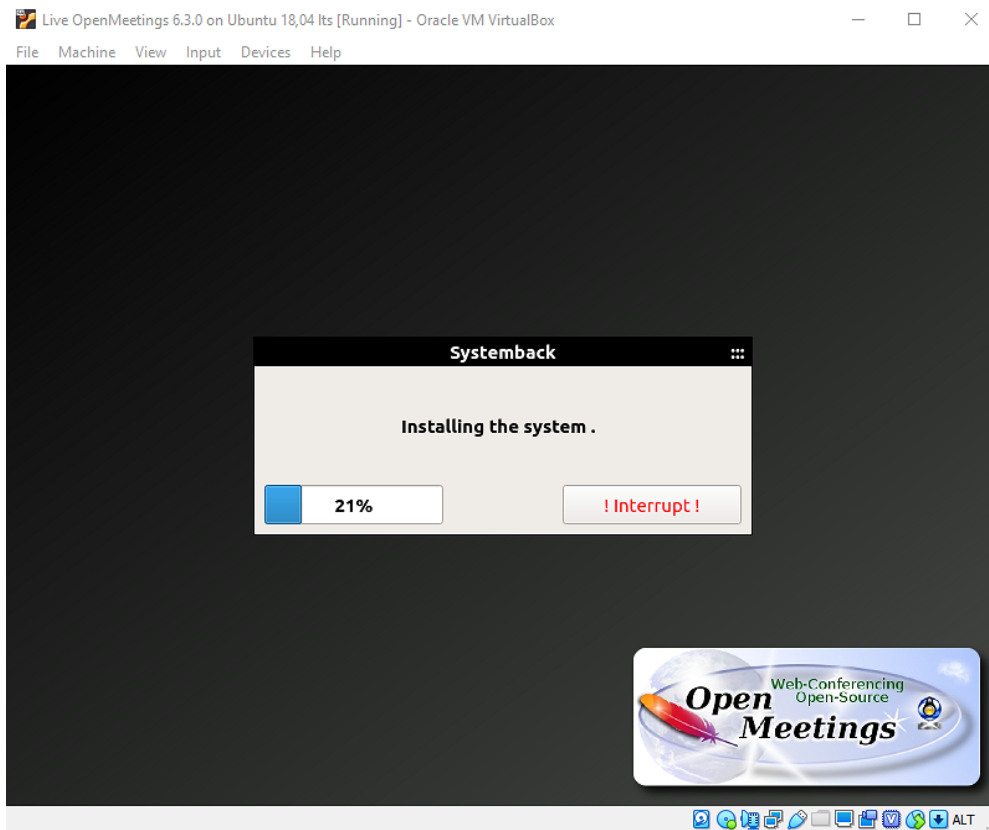 Live OpenMeetings 6.3.0 on Ubuntu 18,04 lts [Running] - Oracle VM VirtualBox
File Machine View Input Devices Help
Systemback
Installing the system .
21% ! Interrupt !
Web-Conferencing
Open-Source
Open
Meetings
ALT